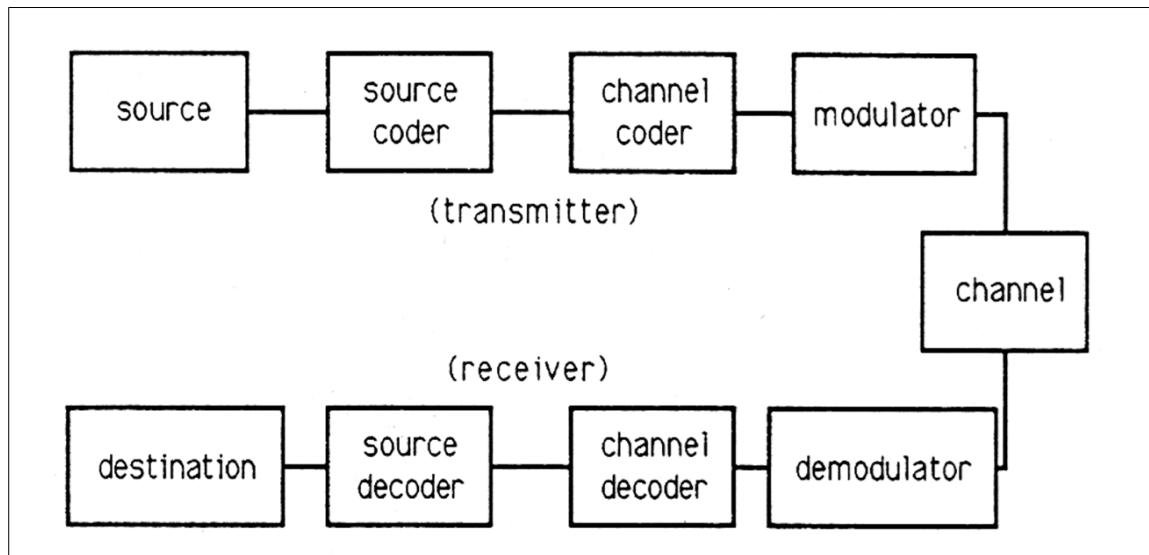 source
source
coder
channel
coder
modulator
(transmitter)
channel
(receiver)
destination
source
decoder
channel
decoder
demodulator